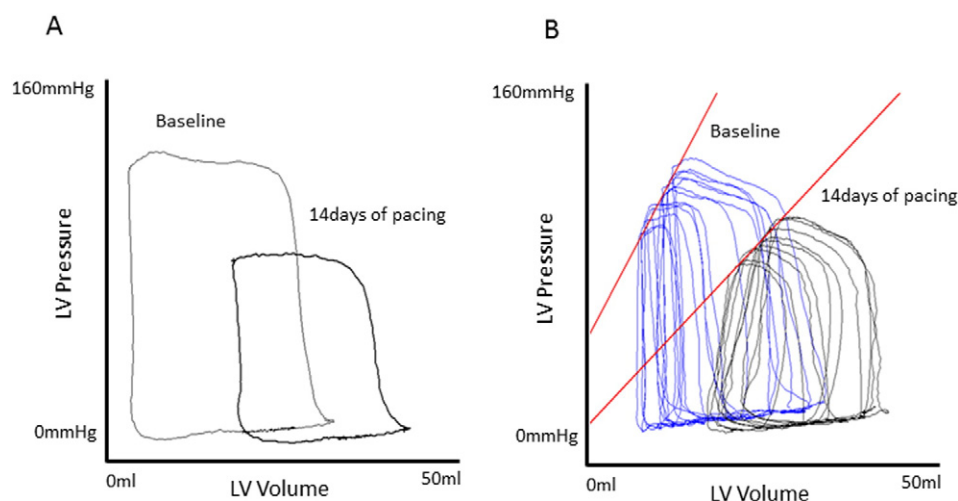 A
160mmHg
Baseline
14days of pacing
LV Pressure
0mmHg
0ml
LV Volume
50ml
B
160mmHg
Baseline
14days of pacing
LV Pressure
0mmHg
0ml
LV Volume
50ml